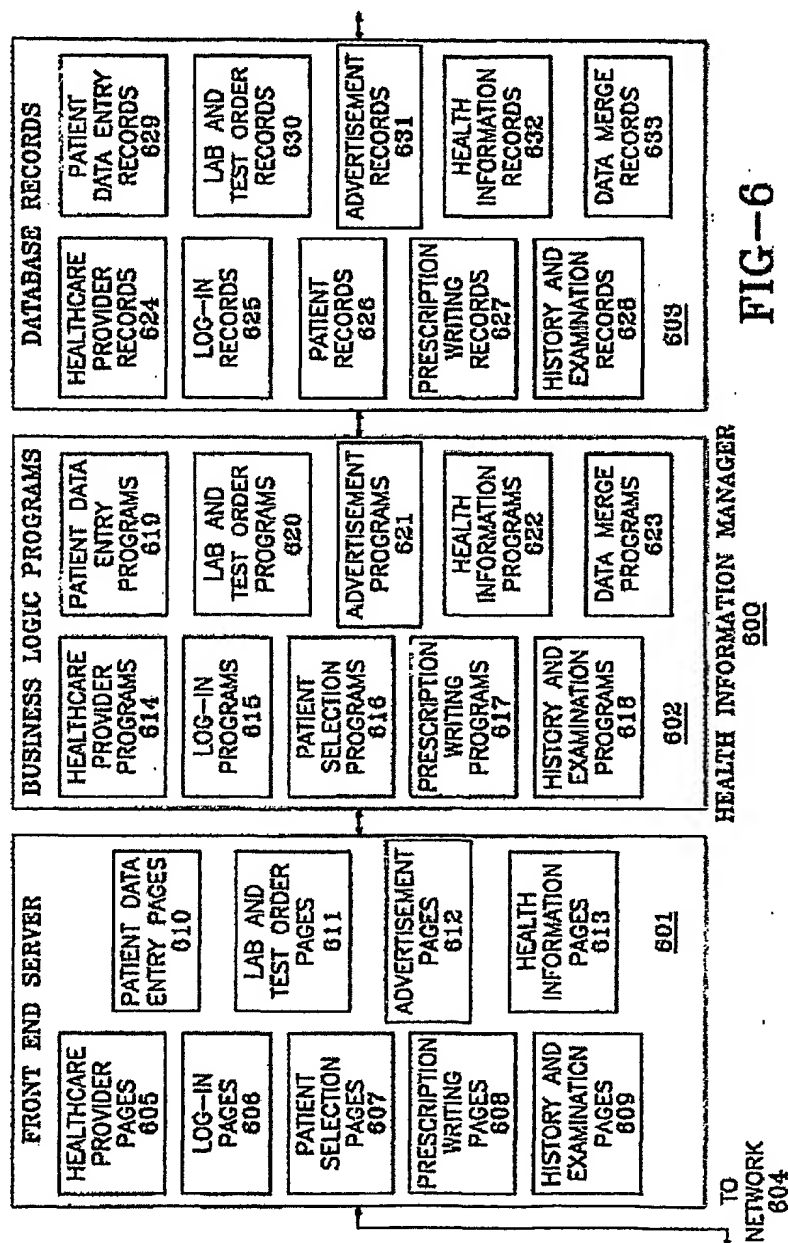 FRONT END SERVER
HEALTHCARE
PROVIDER
PAGES
605
LOG-IN
PAGES
606
PATIENT
SELECTION
PAGES
607
PRESCRIPTION
WRITING
PAGES
608
HISTORY AND
EXAMINATION
PAGES
609
PATIENT DATA
ENTRY PAGES
610
LAB AND
TEST ORDER
PAGES
611
ADVERTISEMENT
PAGES
612
HEALTH
INFORMATION
PAGES
613
601
TO
NETWORK
604
BUSINESS LOGIC PROGRAMS
HEALTHCARE
PROVIDER
PROGRAMS
614
LOG-IN
PROGRAMS
615
PATIENT
SELECTION
PROGRAMS
616
PRESCRIPTION
WRITING
PROGRAMS
617
HISTORY AND
EXAMINATION
PROGRAMS
618
PATIENT DATA
ENTRY
PROGRAMS
619
LAB AND
TEST ORDER
PROGRAMS
620
ADVERTISEMENT
PROGRAMS
621
HEALTH
INFORMATION
PROGRAMS
622
DATA MERGE
PROGRAMS
623
602
HEALTH INFORMATION MANAGER
600
DATABASE RECORDS
HEALTHCARE
PROVIDER
RECORDS
624
LOG-IN
RECORDS
625
PATIENT
RECORDS
626
PRESCRIPTION
WRITING
RECORDS
627
HISTORY AND
EXAMINATION
RECORDS
628
PATIENT
DATA ENTRY
RECORDS
629
LAB AND
TEST ORDER
RECORDS
630
ADVERTISEMENT
RECORDS
631
HEALTH
INFORMATION
RECORDS
632
DATA MERGE
RECORDS
633
603
FIG-6